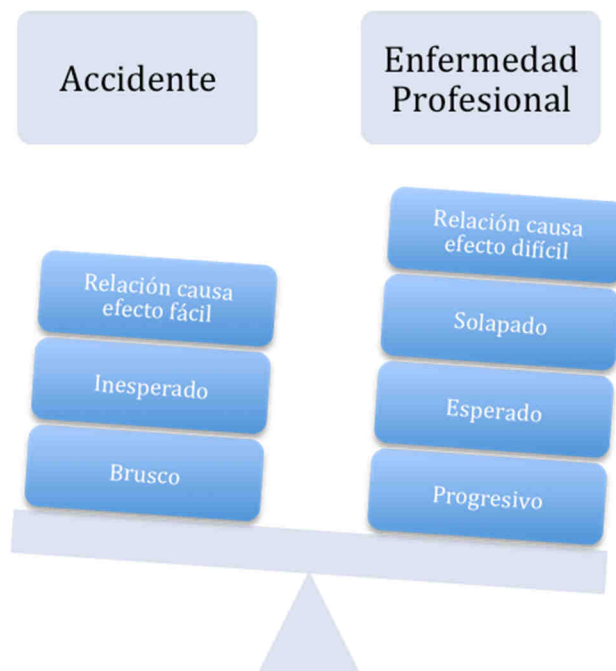 Accidente
Enfermedad
Profesional
Relación causa
efecto fácil
Inesperado
Brusco
Relación causa
efecto difícil
Solapado
Esperado
Progresivo